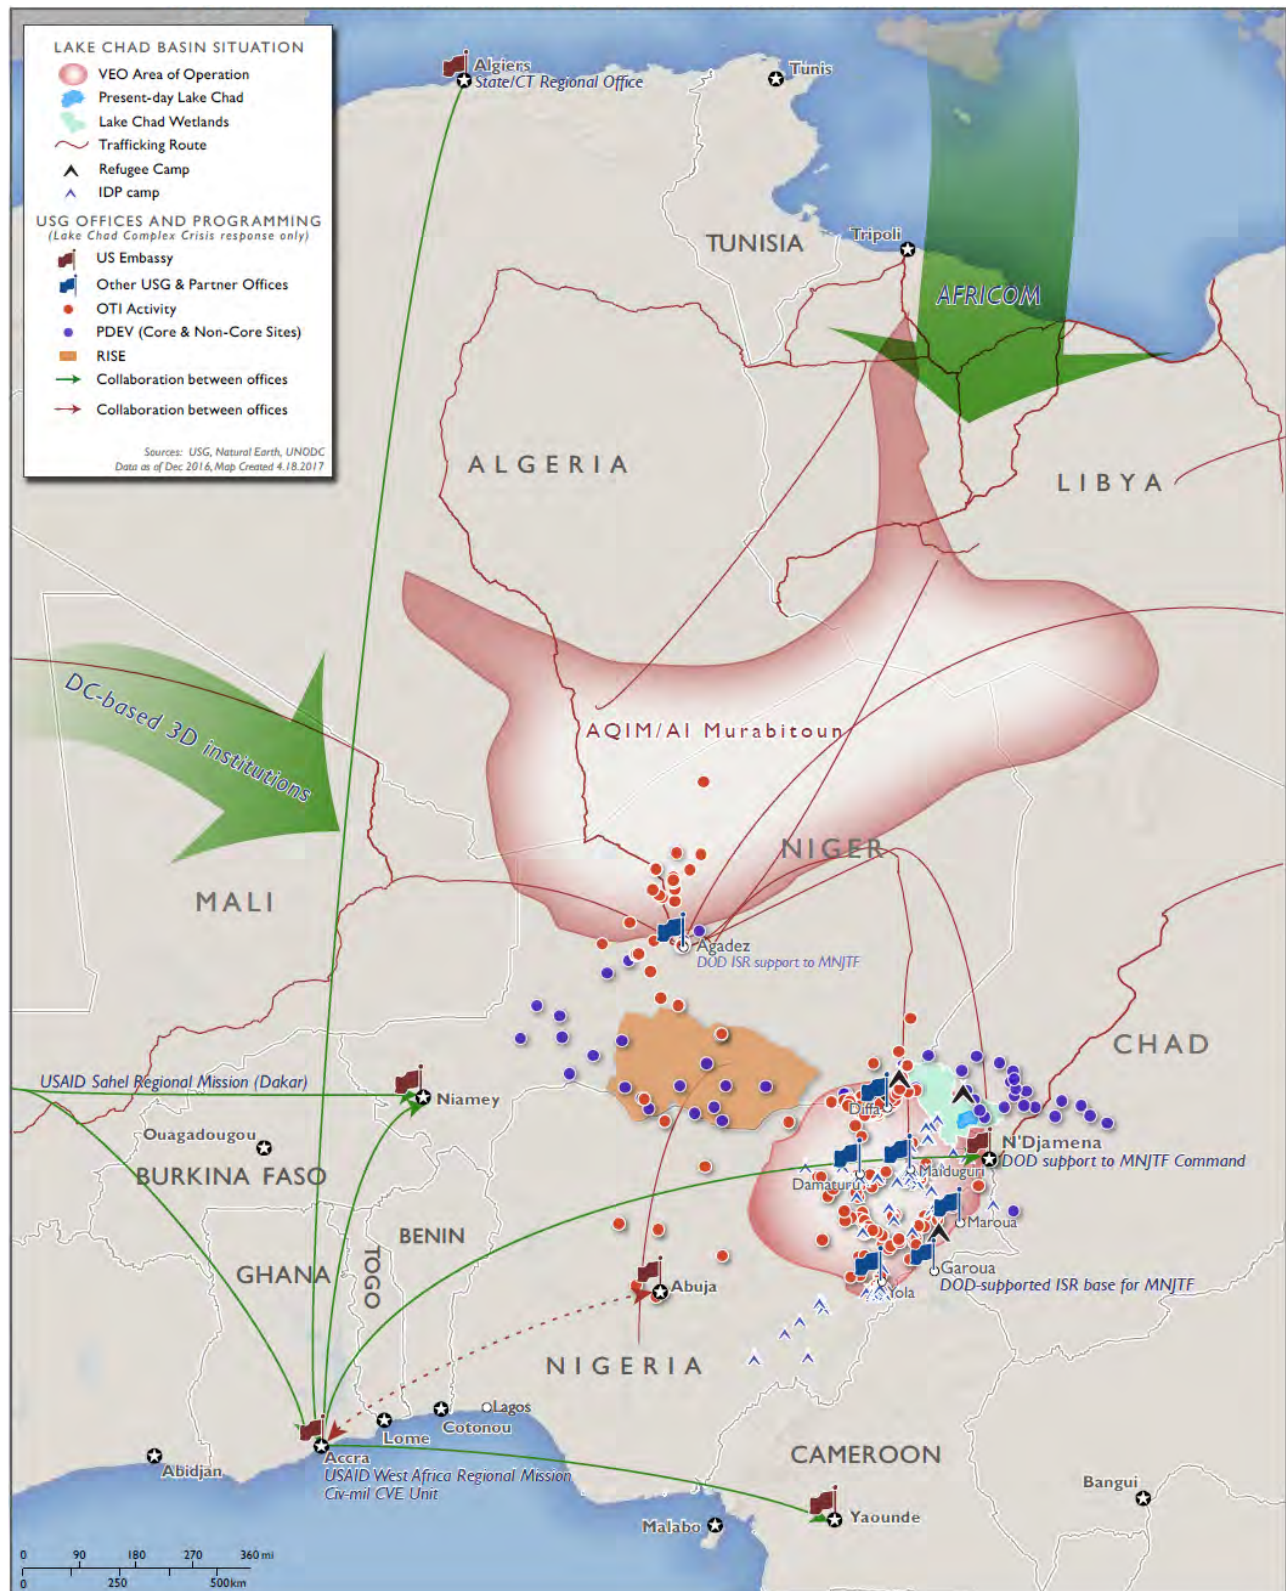 LAKE CHAD BASIN SITUATION
VEO Area of Operation
Present-day Lake Chad
Lake Chad Wetlands
Trafficking Route
Refugee Camp
IDP camp
USG OFFICES AND PROGRAMMING
(Lake Chad Complex Crisis response only)
US Embassy
Other USG & Partner Offices
OTI Activity
PDEV (Core & Non-Core Sites)
RISE
Collaboration between offices
Collaboration between offices
Sources: USG, Natural Earth, UNODC
Data as of Dec 2016, Map Created 4.18.2017
Algiers
State/CT Regional Office
Tunis
TUNISIA
Tripoli
AFRICOM
ALGERIA
LIBYA
DC-based 3D institutions
AQIM/Al Murabitoun
NIGER
MALI
Agadez
DOD ISR support to MNJTF
CHAD
USAID Sahel Regional Mission (Dakar)
Niamey
Diffa
Ouagadougou
N'Djamena
DOD support to MNJTF Command
BURKINA FASO
Damaturu
Maiduguri
Maroua
BENIN
TOGO
GHANA
Abuja
Garoua
DOD-supported ISR base for MNJTF
Yola
NIGERIA
Lagos
Cotonou
Lome
Accra
USAID West Africa Regional Mission
Civ-mil CVE Unit
Abidjan
CAMEROON
Bangui
Malabo
Yaounde
0 90 180 270 360 mi
0 250 500km